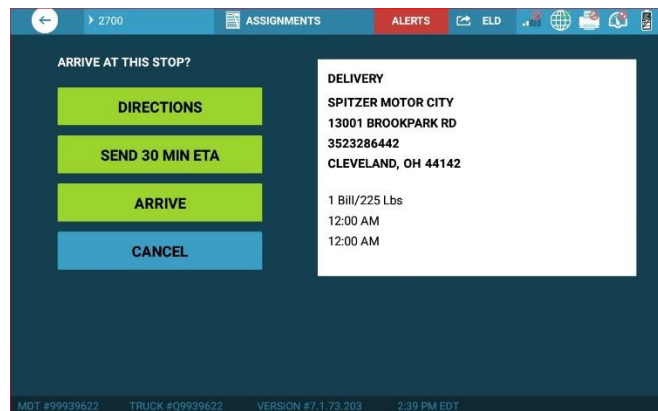 2700
ASSIGNMENTS
ALERTS
ELD
ARRIVE AT THIS STOP?
DIRECTIONS
SEND 30 MIN ETA
ARRIVE
CANCEL
DELIVERY
SPITZER MOTOR CITY
13001 BROOKPARK RD
3523286442
CLEVELAND, OH 44142
1 Bill/225 Lbs
12:00 AM
12:00 AM
MDT #99939622
TRUCK #Q9939622
VERSION #7.1.73.203
2:39 PM EDT